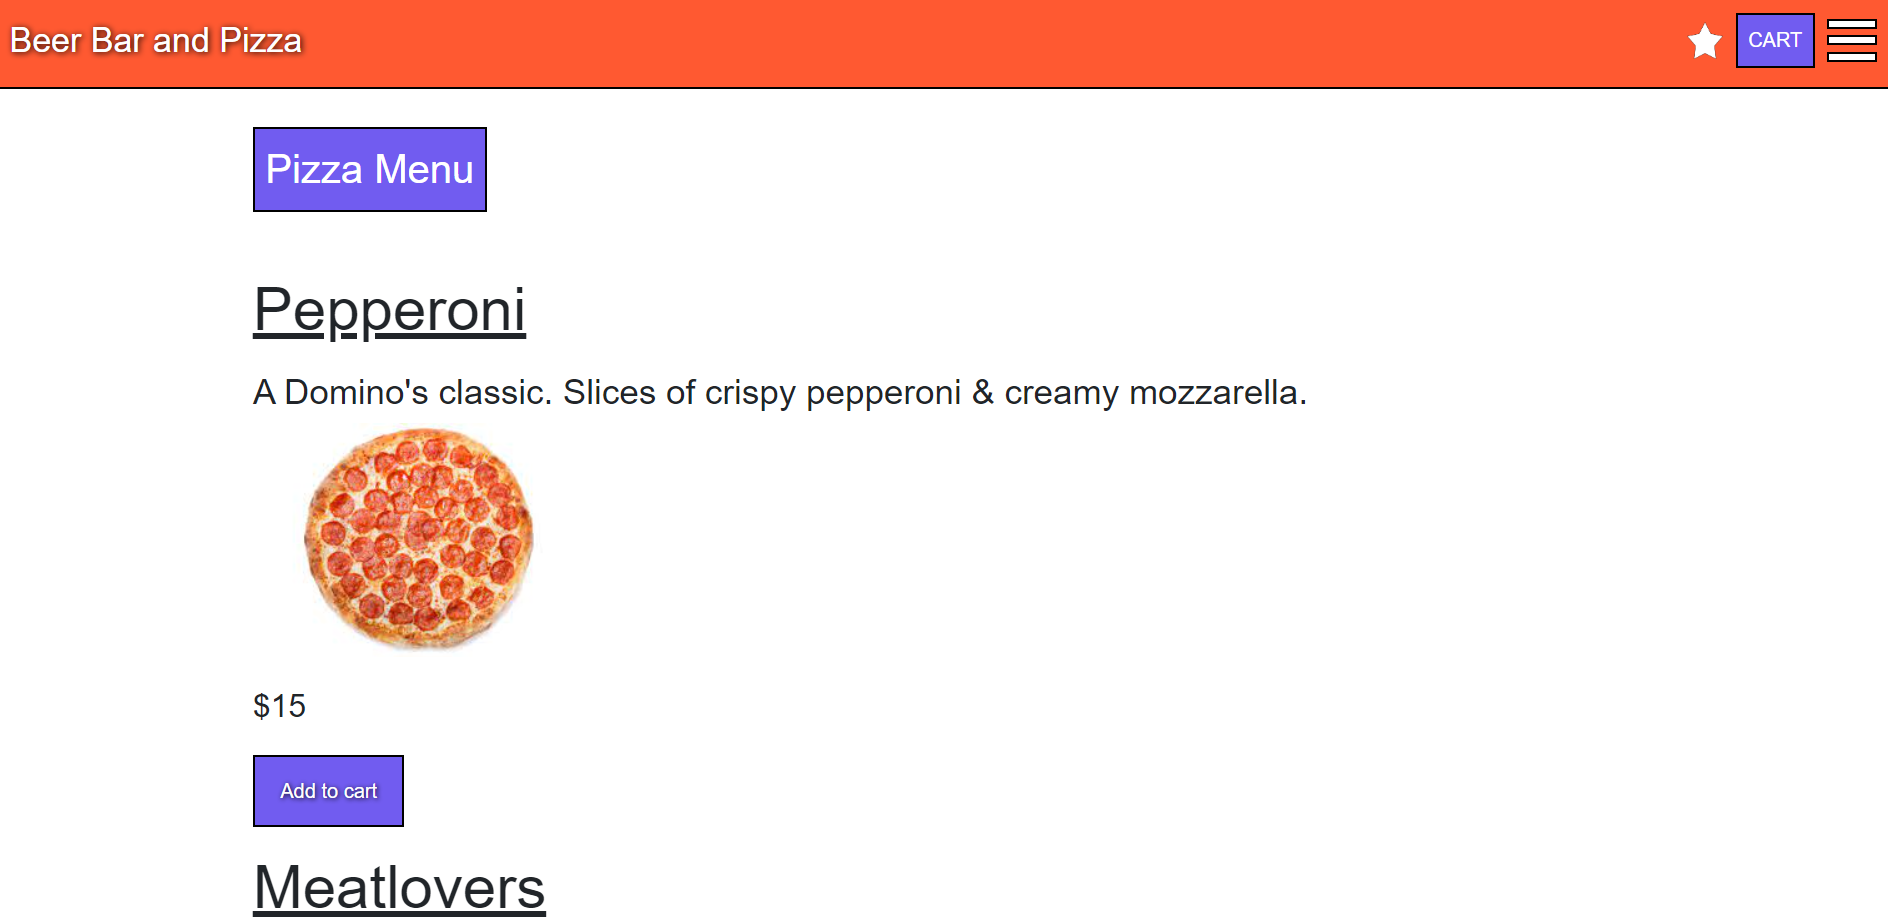 Beer Bar and Pizza
CART
Pizza Menu
Pepperoni
A Domino's classic. Slices of crispy pepperoni & creamy mozzarella.
$15
Add to cart
Meatlovers